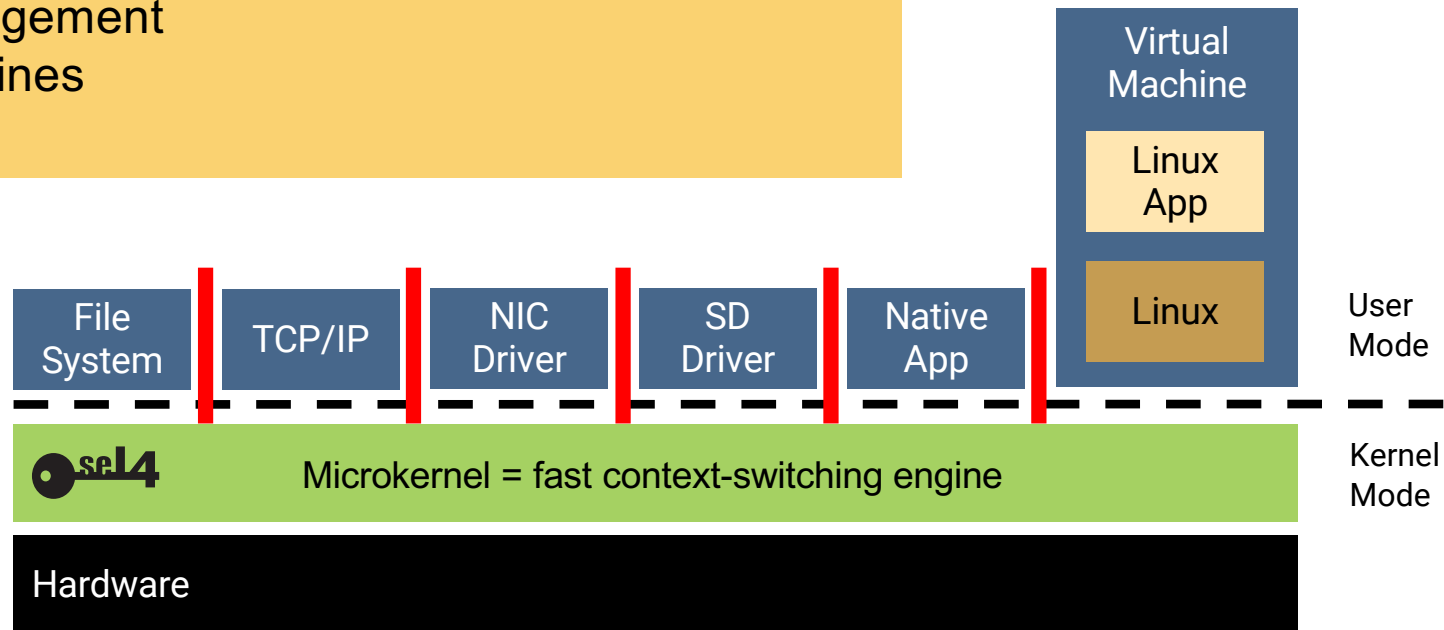 gement
ines
Virtual
Machine
Linux
App
Linux
File
System
TCP/IP
NIC
Driver
SD
Driver
Native
App
User
Mode
seL4
Microkernel = fast context-switching engine
Kernel
Mode
Hardware